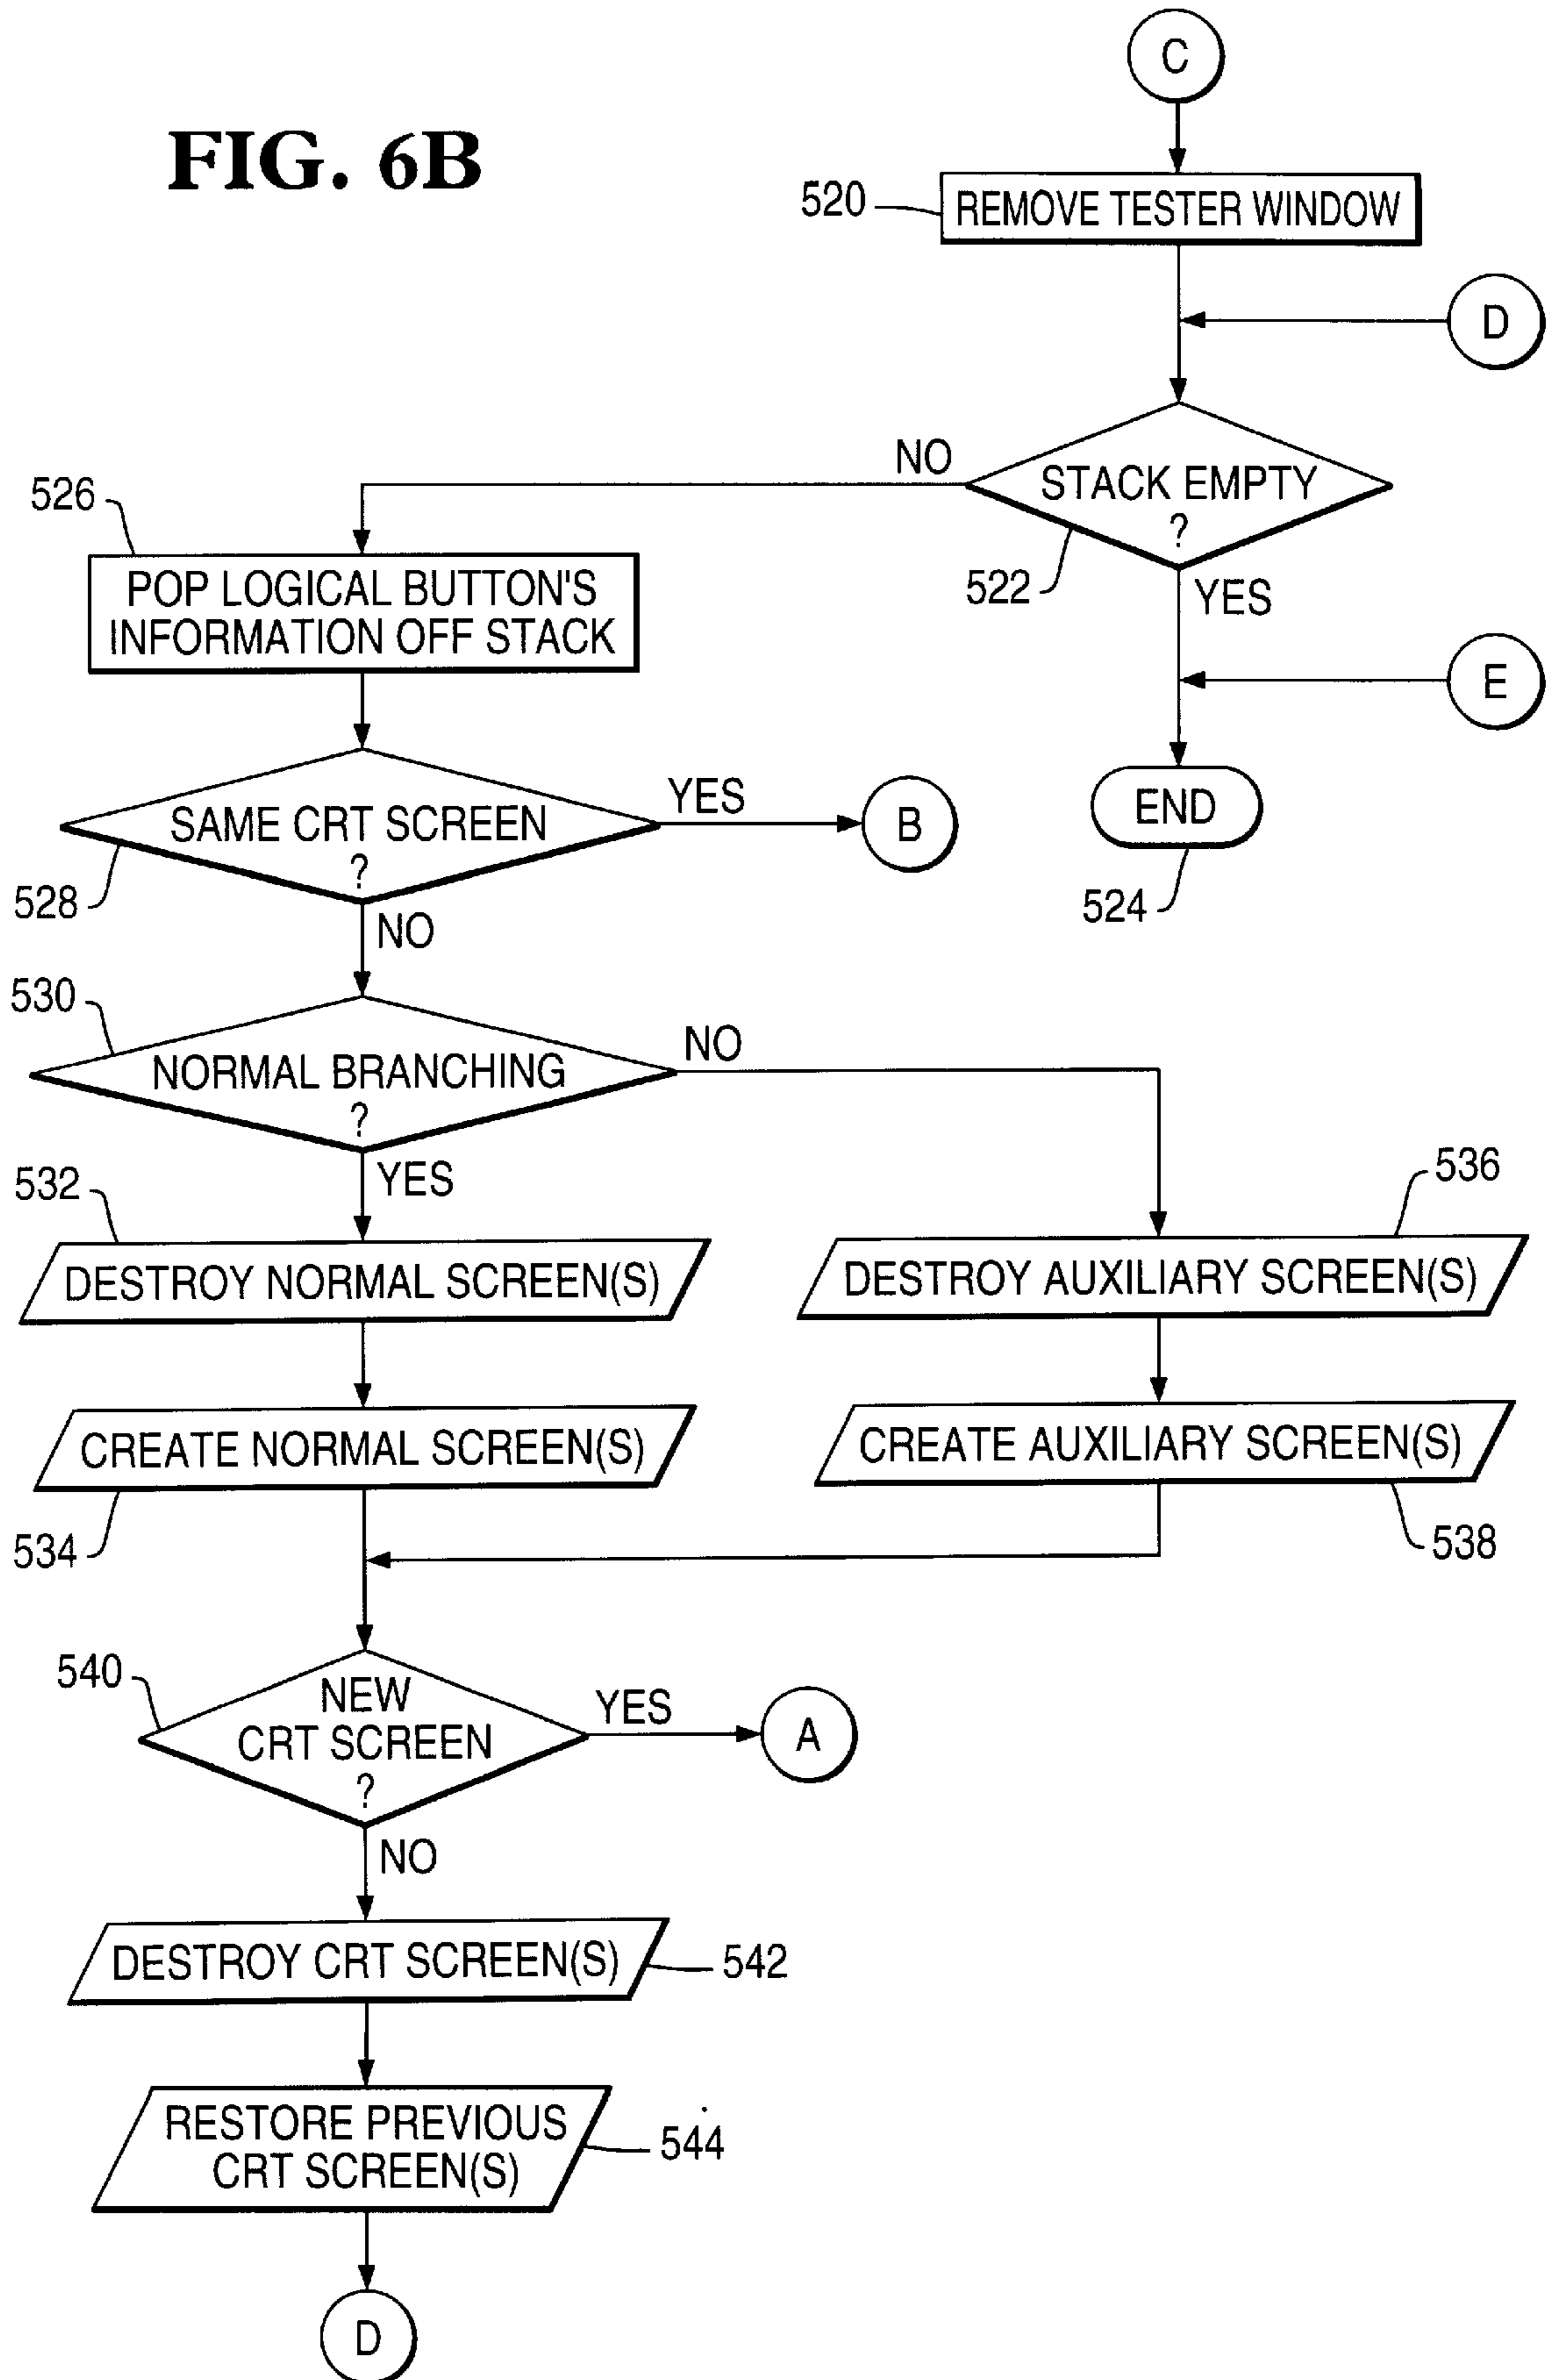 FIG. 6B
C
520
REMOVE TESTER WINDOW
D
STACK EMPTY
?
NO
522
YES
E
END
524
526
POP LOGICAL BUTTON'S
INFORMATION OFF STACK
SAME CRT SCREEN
?
YES
B
528
NO
530
NORMAL BRANCHING
?
NO
YES
532
DESTROY NORMAL SCREEN(S)
536
DESTROY AUXILIARY SCREEN(S)
CREATE NORMAL SCREEN(S)
534
CREATE AUXILIARY SCREEN(S)
538
540
NEW
CRT SCREEN
?
YES
A
NO
DESTROY CRT SCREEN(S)
542
RESTORE PREVIOUS
CRT SCREEN(S)
544
D